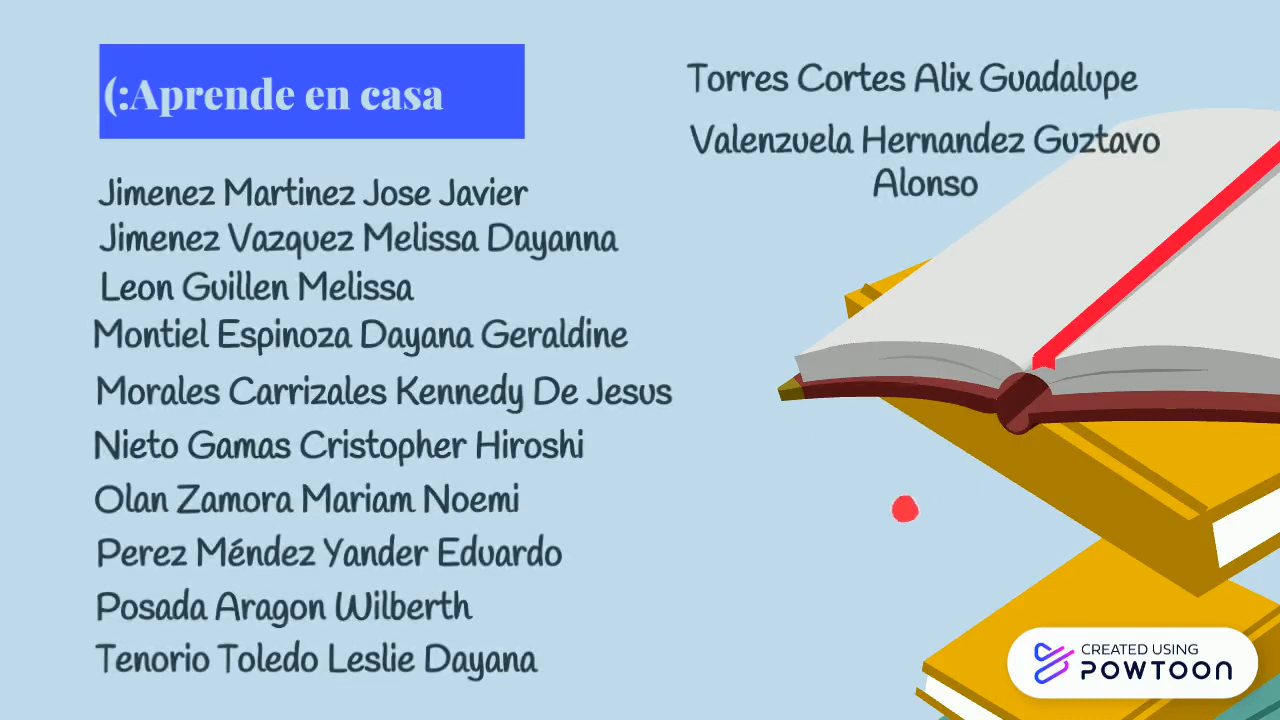 (:Aprende en casa
Jimenez Martinez Jose Javier
Jimenez Vazquez Melissa Dayanna
Leon Guillen Melissa
Montiel Espinoza Dayana Geraldine
Morales Carrizales Kennedy De Jesus
Nieto Gamas Cristopher Hiroshi
Olan Zamora Mariam Noemi
Perez Méndez Yander Eduardo
Posada Aragon Wilberth
Tenorio Toledo Leslie Dayana
Torres Cortes Alix Guadalupe
Valenzuela Hernandez Guztavo
Alonso
CREATED USING
POWTOON